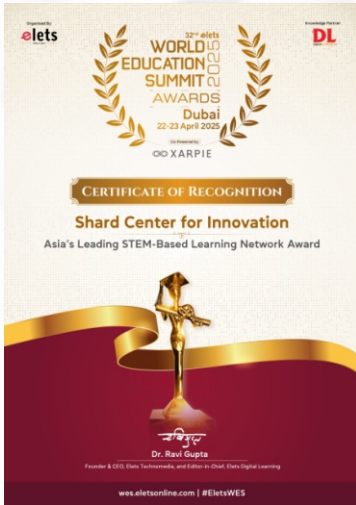 Organised By
elets
32nd elets
WORLD
EDUCATION
SUMMIT
2025
AWARDS
Dubai
22-23 April 2025
Knowledge Partner
DL
Co-Powered by
XARPIE
CERTIFICATE OF RECOGNITION
Shard Center for Innovation
Asia's Leading STEM-Based Learning Network Award
रविगुप्त
Dr. Ravi Gupta
Founder & CEO, Elets Technomedia, and Editor-in-Chief, Elets Digital Learning
wes.eletsonline.com | #EletsWES